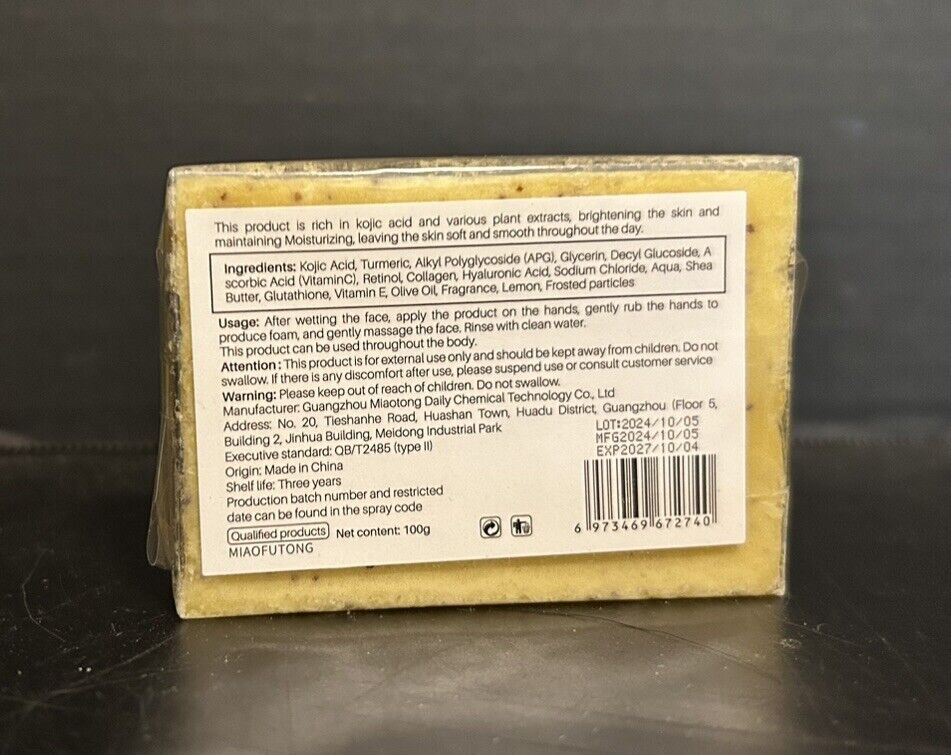 This product is rich in kojic acid and various plant extracts, brightening the skin and
maintaining Moisturizing, leaving the skin soft and smooth throughout the day.
Ingredients: Kojic Acid, Turmeric, Alkyl Polyglycoside (APG), Glycerin, Decyl Glucoside, A
scorbic Acid (VitaminC), Retinol, Collagen, Hyaluronic Acid, Sodium Chloride, Aqua, Shea
Butter, Glutathione, Vitamin E, Olive Oil, Fragrance, Lemon, Frosted particles
Usage: After wetting the face, apply the product on the hands, gently rub the hands to
produce foam, and gently massage the face. Rinse with clean water.
This product can be used throughout the body.
Attention: This product is for external use only and should be kept away from children. Do not
swallow. If there is any discomfort after use, please suspend use or consult customer service
Warning: Please keep out of reach of children. Do not swallow.
Manufacturer: Guangzhou Miaotong Daily Chemical Technology Co., Ltd
Address: No. 20, Tieshanhe Road, Huashan Town, Huadu District, Guangzhou (Floor 5,
Building 2, Jinhua Building, Meidong Industrial Park
Executive standard: QB/T2485 (type II)
Origin: Made in China
Shelf life: Three years
Production batch number and restricted
date can be found in the spray code
Qualified products Net content: 100g
MIAOFUTONG
LOT:2024/10/05
MFG2024/10/05
EXP2027/10/04
6 973469 672740